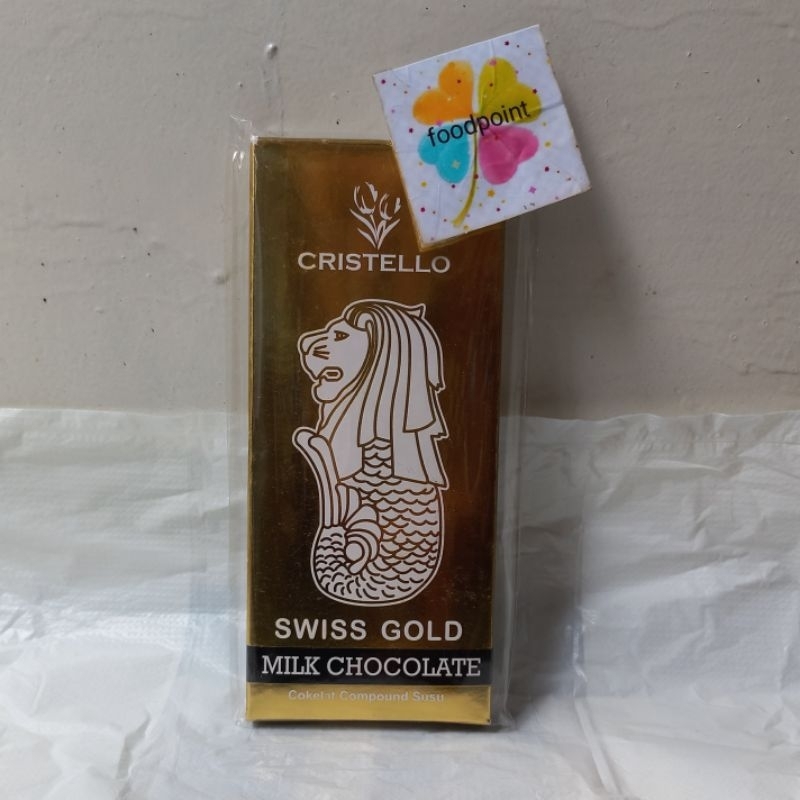 foodpoint
CRISTELLO
SWISS GOLD
MILK CHOCOLATE
Cokelat Compound Susu